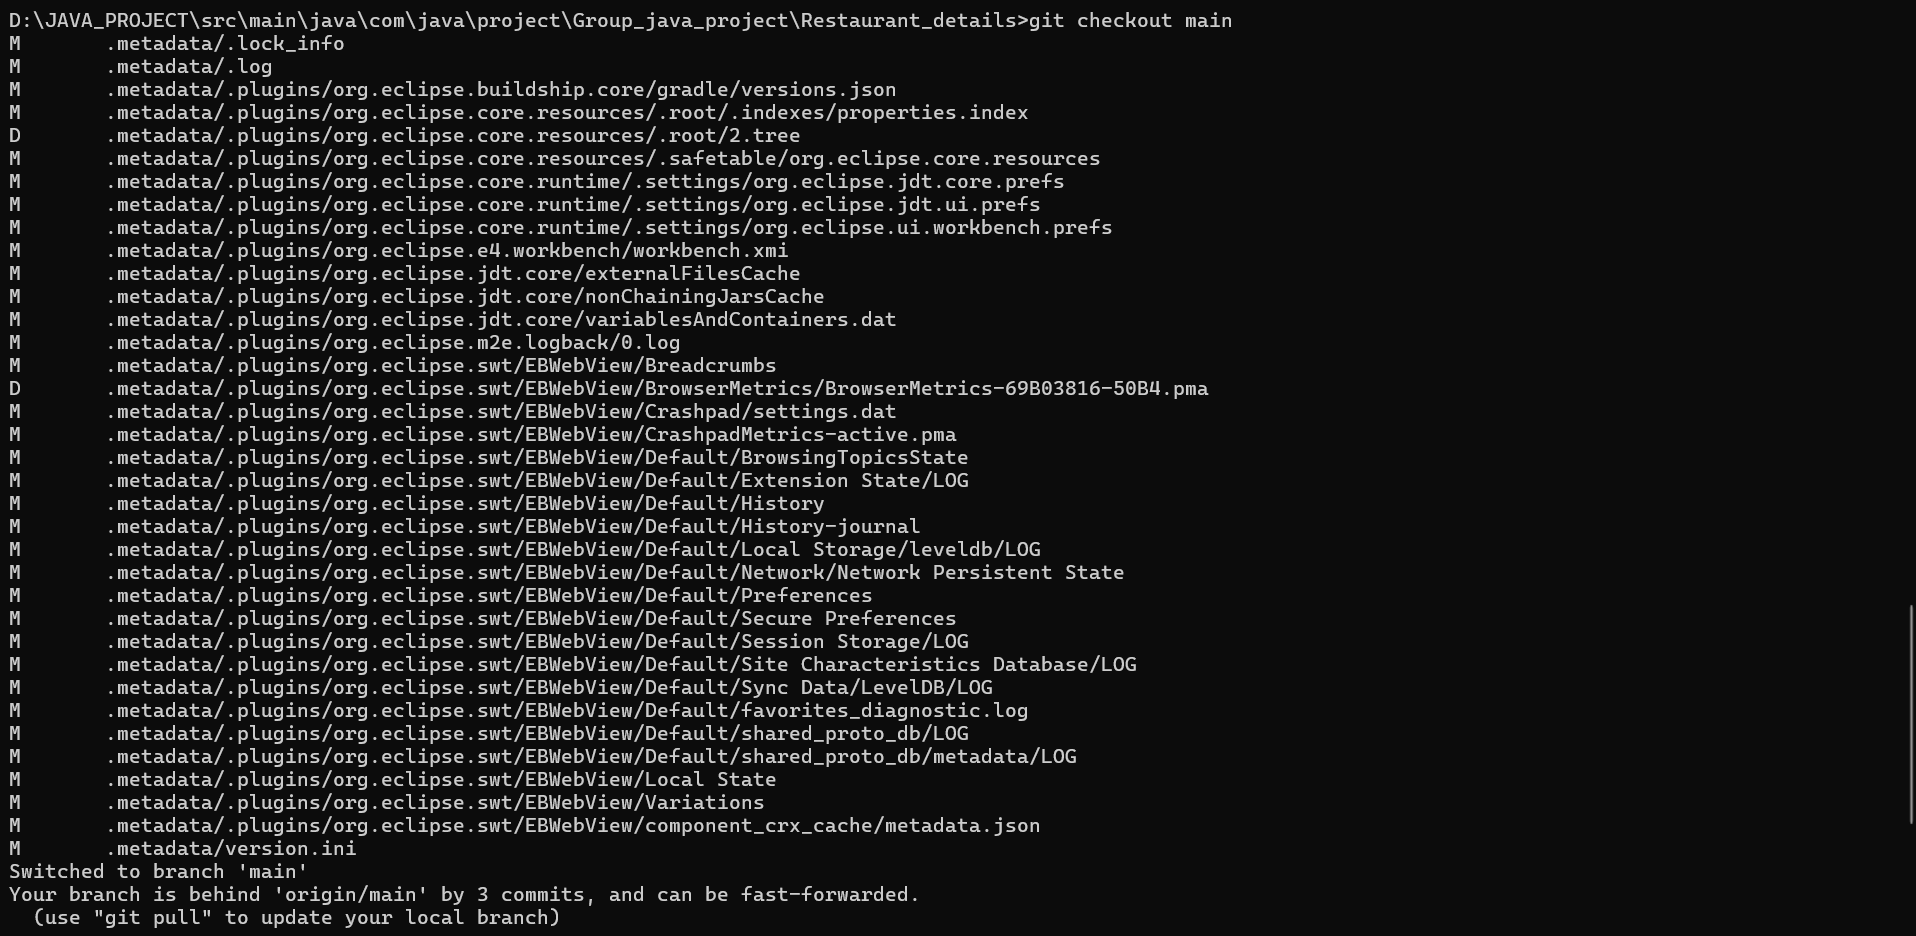 D:\JAVA_PROJECT\src\main\java\com\java\project\Group_java_project\Restaurant_details>git checkout main
M       .metadata/.lock_info
M       .metadata/.log
M       .metadata/.plugins/org.eclipse.buildship.core/gradle/versions.json
M       .metadata/.plugins/org.eclipse.core.resources/.root/.indexes/properties.index
D       .metadata/.plugins/org.eclipse.core.resources/.root/2.tree
M       .metadata/.plugins/org.eclipse.core.resources/.safetable/org.eclipse.core.resources
M       .metadata/.plugins/org.eclipse.core.runtime/.settings/org.eclipse.jdt.core.prefs
M       .metadata/.plugins/org.eclipse.core.runtime/.settings/org.eclipse.jdt.ui.prefs
M       .metadata/.plugins/org.eclipse.core.runtime/.settings/org.eclipse.ui.workbench.prefs
M       .metadata/.plugins/org.eclipse.e4.workbench/workbench.xmi
M       .metadata/.plugins/org.eclipse.jdt.core/externalFilesCache
M       .metadata/.plugins/org.eclipse.jdt.core/nonChainingJarsCache
M       .metadata/.plugins/org.eclipse.jdt.core/variablesAndContainers.dat
M       .metadata/.plugins/org.eclipse.m2e.logback/0.log
M       .metadata/.plugins/org.eclipse.swt/EBWebView/Breadcrumbs
D       .metadata/.plugins/org.eclipse.swt/EBWebView/BrowserMetrics/BrowserMetrics-69B03816-50B4.pma
M       .metadata/.plugins/org.eclipse.swt/EBWebView/Crashpad/settings.dat
M       .metadata/.plugins/org.eclipse.swt/EBWebView/CrashpadMetrics-active.pma
M       .metadata/.plugins/org.eclipse.swt/EBWebView/Default/BrowsingTopicsState
M       .metadata/.plugins/org.eclipse.swt/EBWebView/Default/Extension State/LOG
M       .metadata/.plugins/org.eclipse.swt/EBWebView/Default/History
M       .metadata/.plugins/org.eclipse.swt/EBWebView/Default/History-journal
M       .metadata/.plugins/org.eclipse.swt/EBWebView/Default/Local Storage/leveldb/LOG
M       .metadata/.plugins/org.eclipse.swt/EBWebView/Default/Network/Network Persistent State
M       .metadata/.plugins/org.eclipse.swt/EBWebView/Default/Preferences
M       .metadata/.plugins/org.eclipse.swt/EBWebView/Default/Secure Preferences
M       .metadata/.plugins/org.eclipse.swt/EBWebView/Default/Session Storage/LOG
M       .metadata/.plugins/org.eclipse.swt/EBWebView/Default/Site Characteristics Database/LOG
M       .metadata/.plugins/org.eclipse.swt/EBWebView/Default/Sync Data/LevelDB/LOG
M       .metadata/.plugins/org.eclipse.swt/EBWebView/Default/favorites_diagnostic.log
M       .metadata/.plugins/org.eclipse.swt/EBWebView/Default/shared_proto_db/LOG
M       .metadata/.plugins/org.eclipse.swt/EBWebView/Default/shared_proto_db/metadata/LOG
M       .metadata/.plugins/org.eclipse.swt/EBWebView/Local State
M       .metadata/.plugins/org.eclipse.swt/EBWebView/Variations
M       .metadata/.plugins/org.eclipse.swt/EBWebView/component_crx_cache/metadata.json
M       .metadata/version.ini
Switched to branch 'main'
Your branch is behind 'origin/main' by 3 commits, and can be fast-forwarded.
  (use "git pull" to update your local branch)